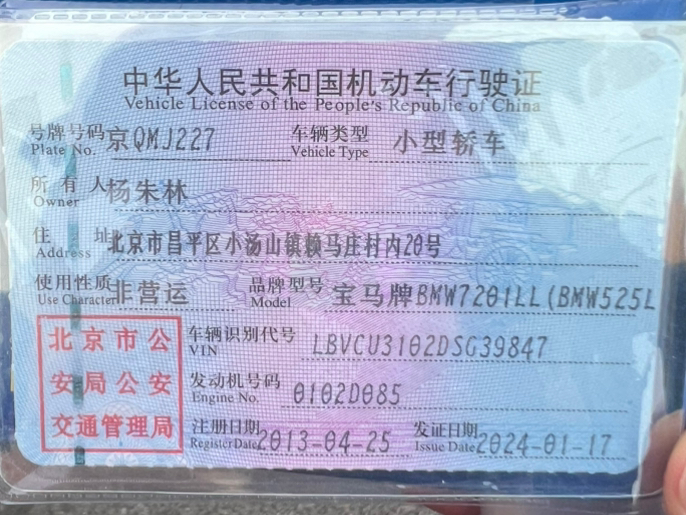 中华人民共和国机动车行驶证
Vehicle License of the People's Republic of China
号牌号码 京QMJ227 车辆类型 小型轿车
Plate No. Vehicle Type
所有人 杨朱林
Owner
住址 北京市昌平区小汤山镇赖马庄村内20号
Address
使用性质 非营运 品牌型号 宝马牌BMW7201LL(BMW525L
Use Character Model
北京市公安局公安交通管理局
车辆识别代号 LBVCU3102DSG39847
VIN
发动机号码 0102D085
Engine No.
注册日期 2013-04-25 发证日期 2024-01-17
Register Date Issue Date